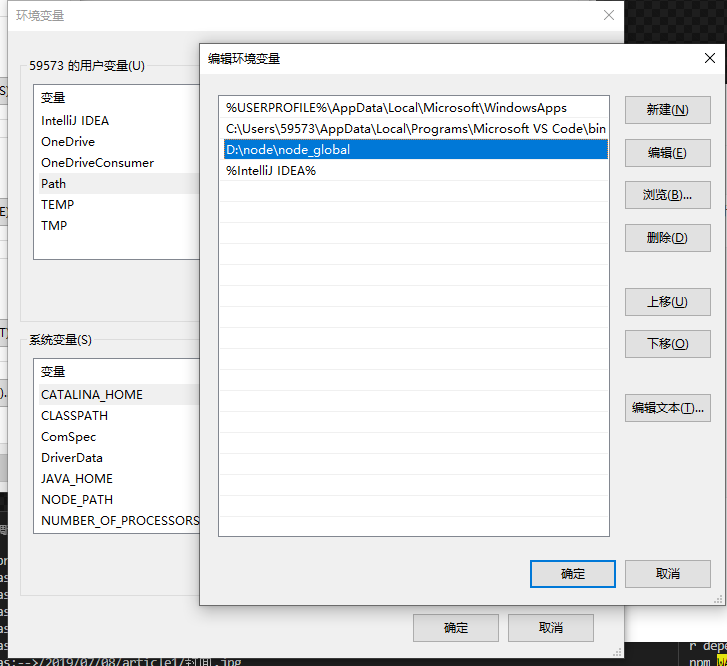 环境变量
59573 的用户变量(U)
变量
IntelliJ IDEA
OneDrive
OneDriveConsumer
Path
TEMP
TMP
系统变量(S)
变量
CATALINA_HOME
CLASSPATH
ComSpec
DriverData
JAVA_HOME
NODE_PATH
NUMBER_OF_PROCESSORS
确定
取消
编辑环境变量
%USERPROFILE%\AppData\Local\Microsoft\WindowsApps
C:\Users\59573\AppData\Local\Programs\Microsoft VS Code\bin
D:\node\node_global
%IntelliJ IDEA%
新建(N)
编辑(E)
浏览(B)...
删除(D)
上移(U)
下移(O)
编辑文本(T)...
确定
取消
as:-->/2019/07/08/article1/封面.jpg
r depe
npm